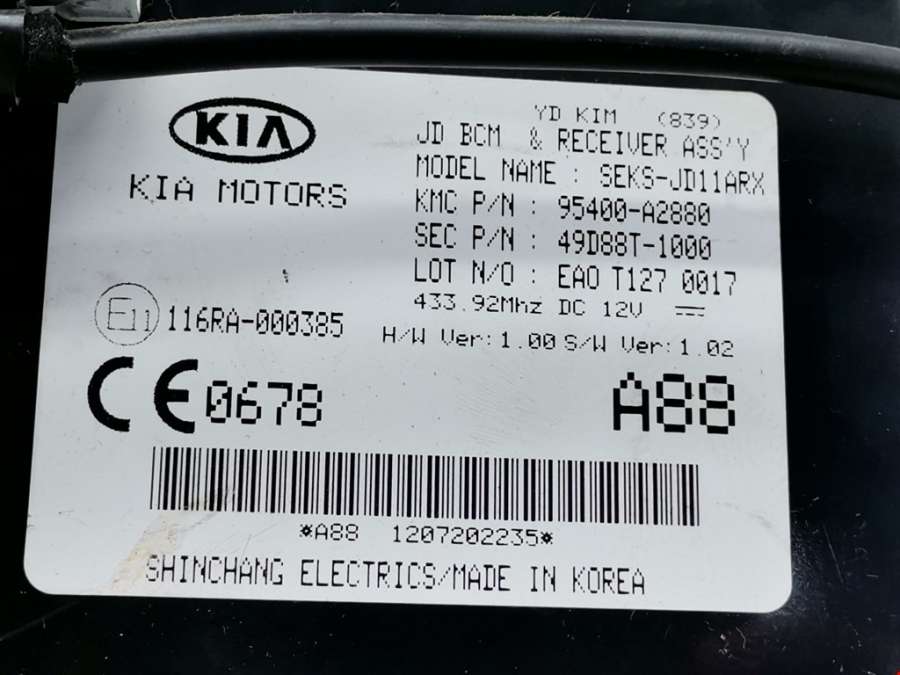 KIA
KIA MOTORS
YD KIM (839)
JD BCM & RECEIVER ASS'Y
MODEL NAME : SEKS-JD11ARX
KMC P/N : 95400-A2880
SEC P/N : 49D88T-1000
LOT N/O : EAO T127 0017
433.92Mhz DC 12V
H/W Ver:1.00 S/W Ver:1.02
E11 116RA-000385
CE0678
A88
*A88 1207202235*
SHINCHANG ELECTRICS/MADE IN KOREA